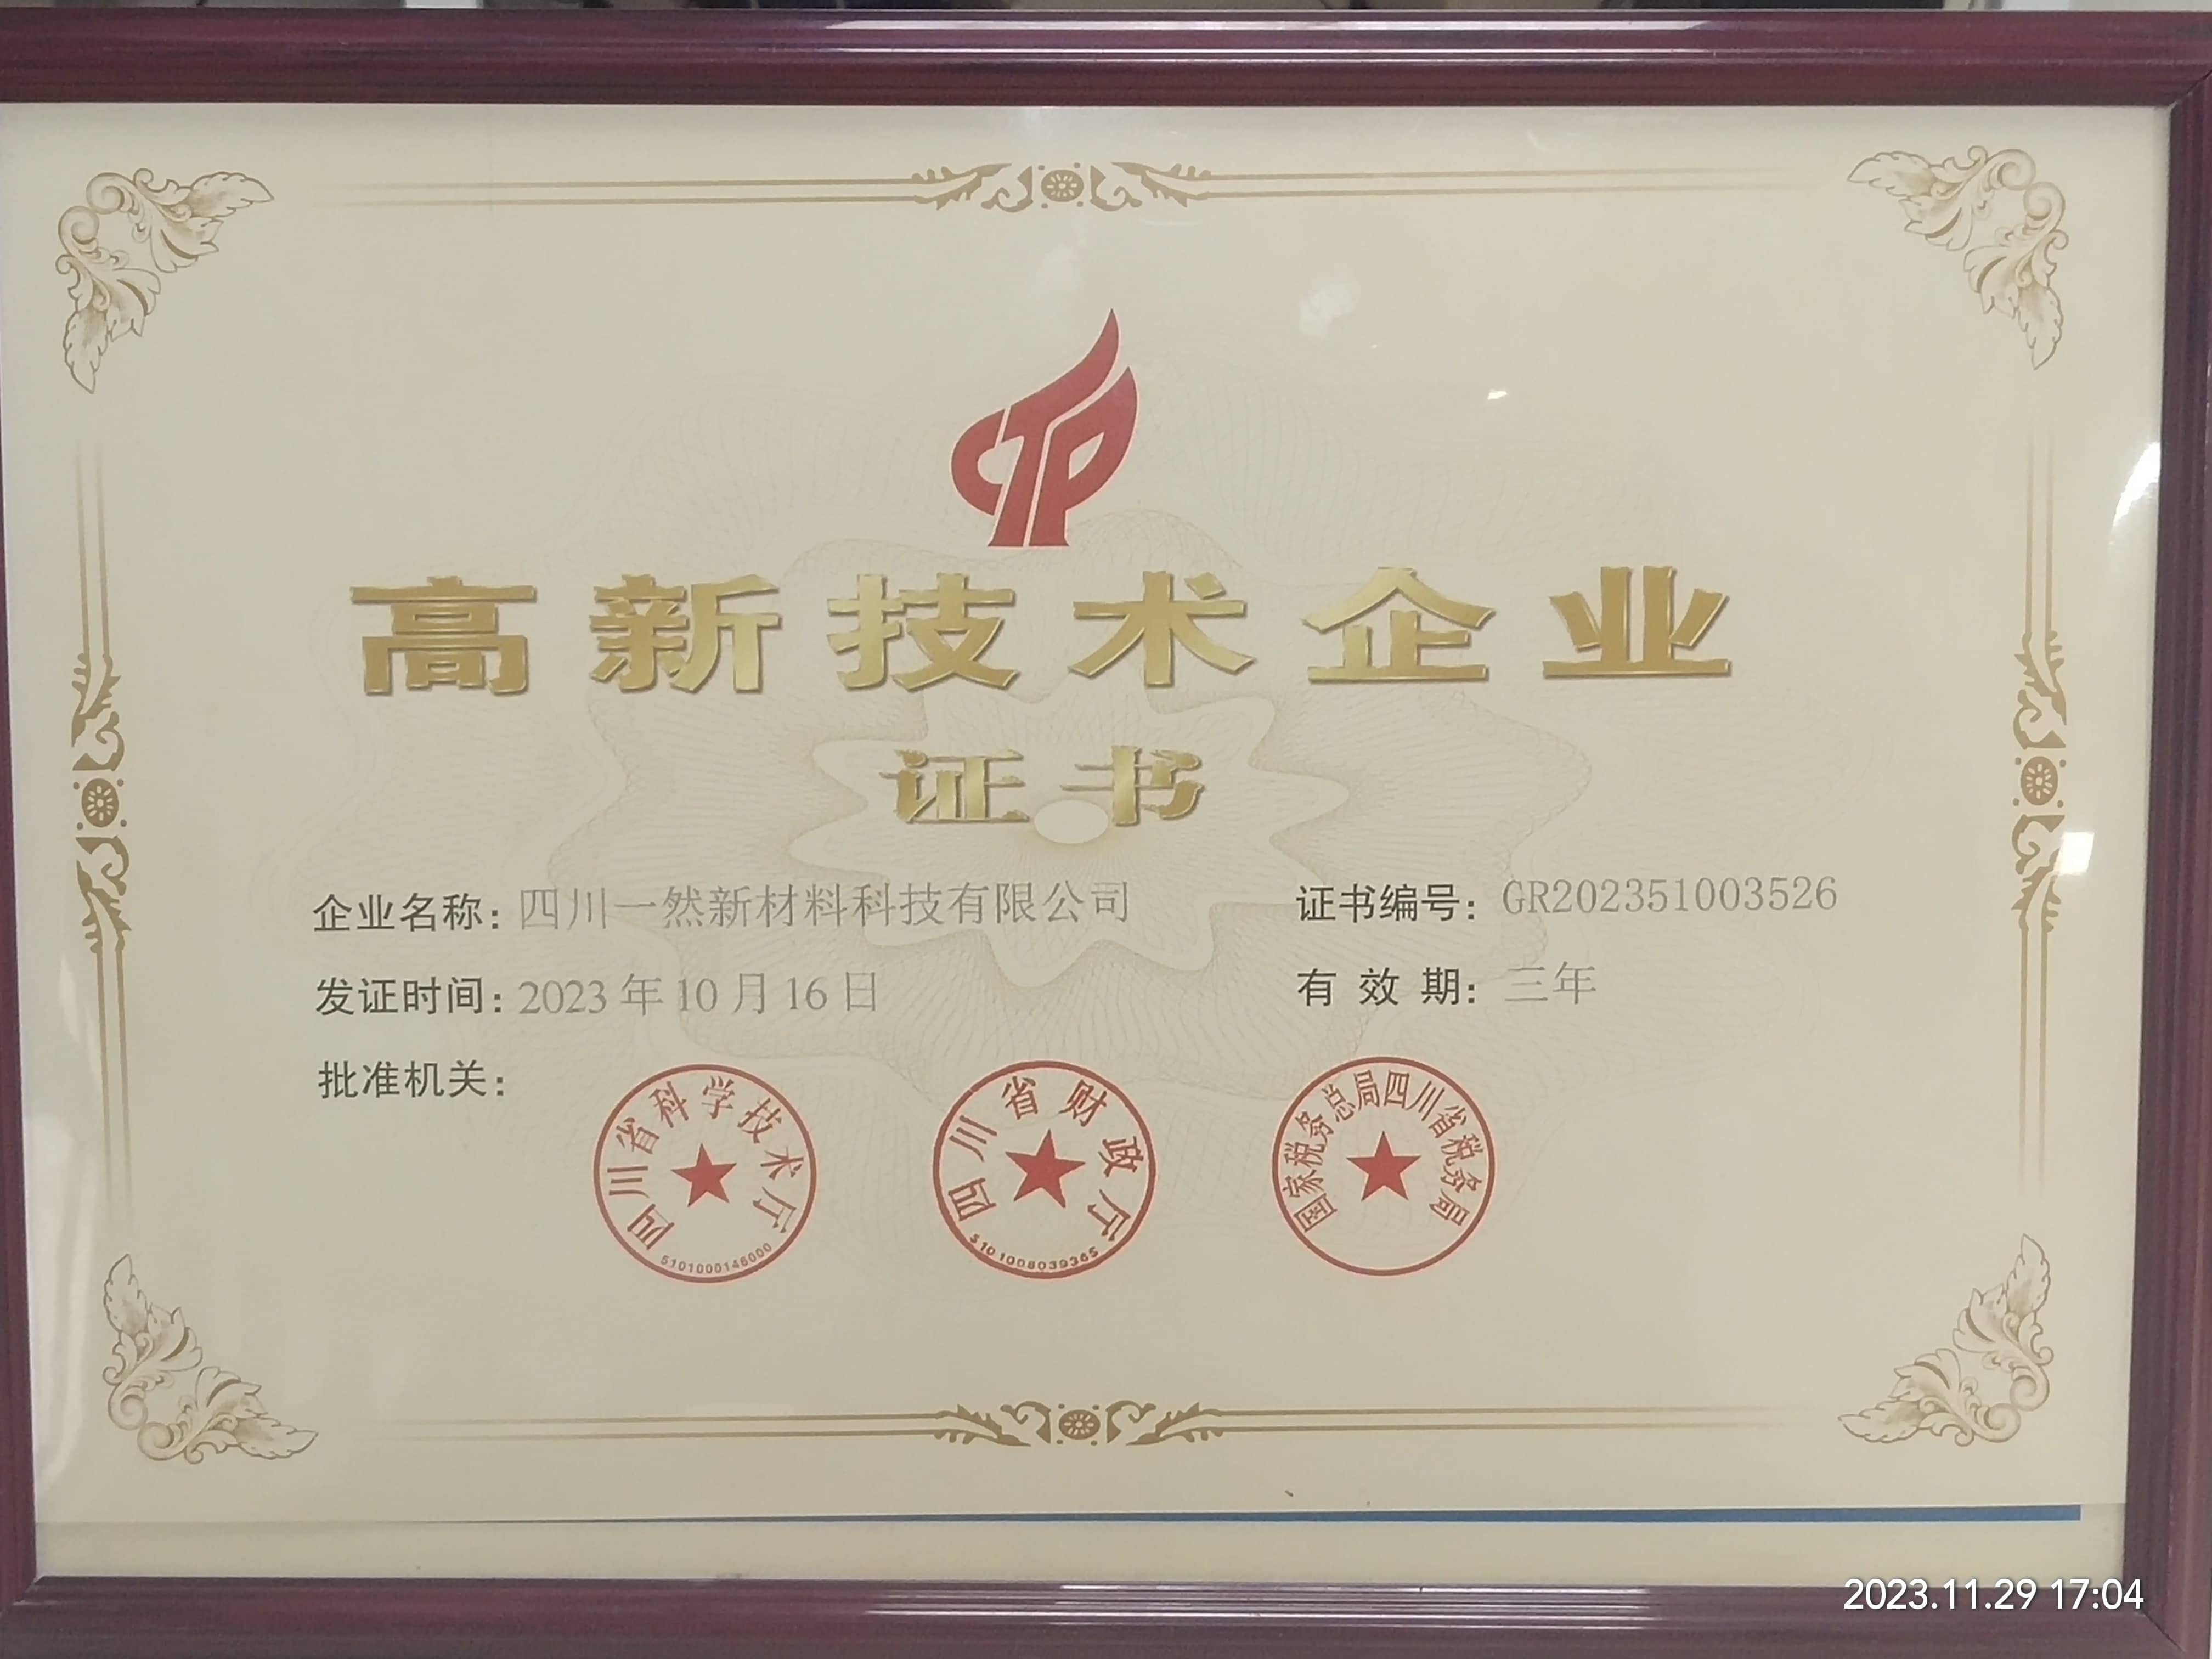 CTP
高新技术企业
证书
企业名称：四川一然新材料科技有限公司
证书编号：GR202351003526
发证时间：2023年10月16日
有效期：三年
批准机关：
四川省科学技术厅
5101000146000
四川省财政厅
5101008039365
国家税务总局四川省税务局
2023.11.29 17:04